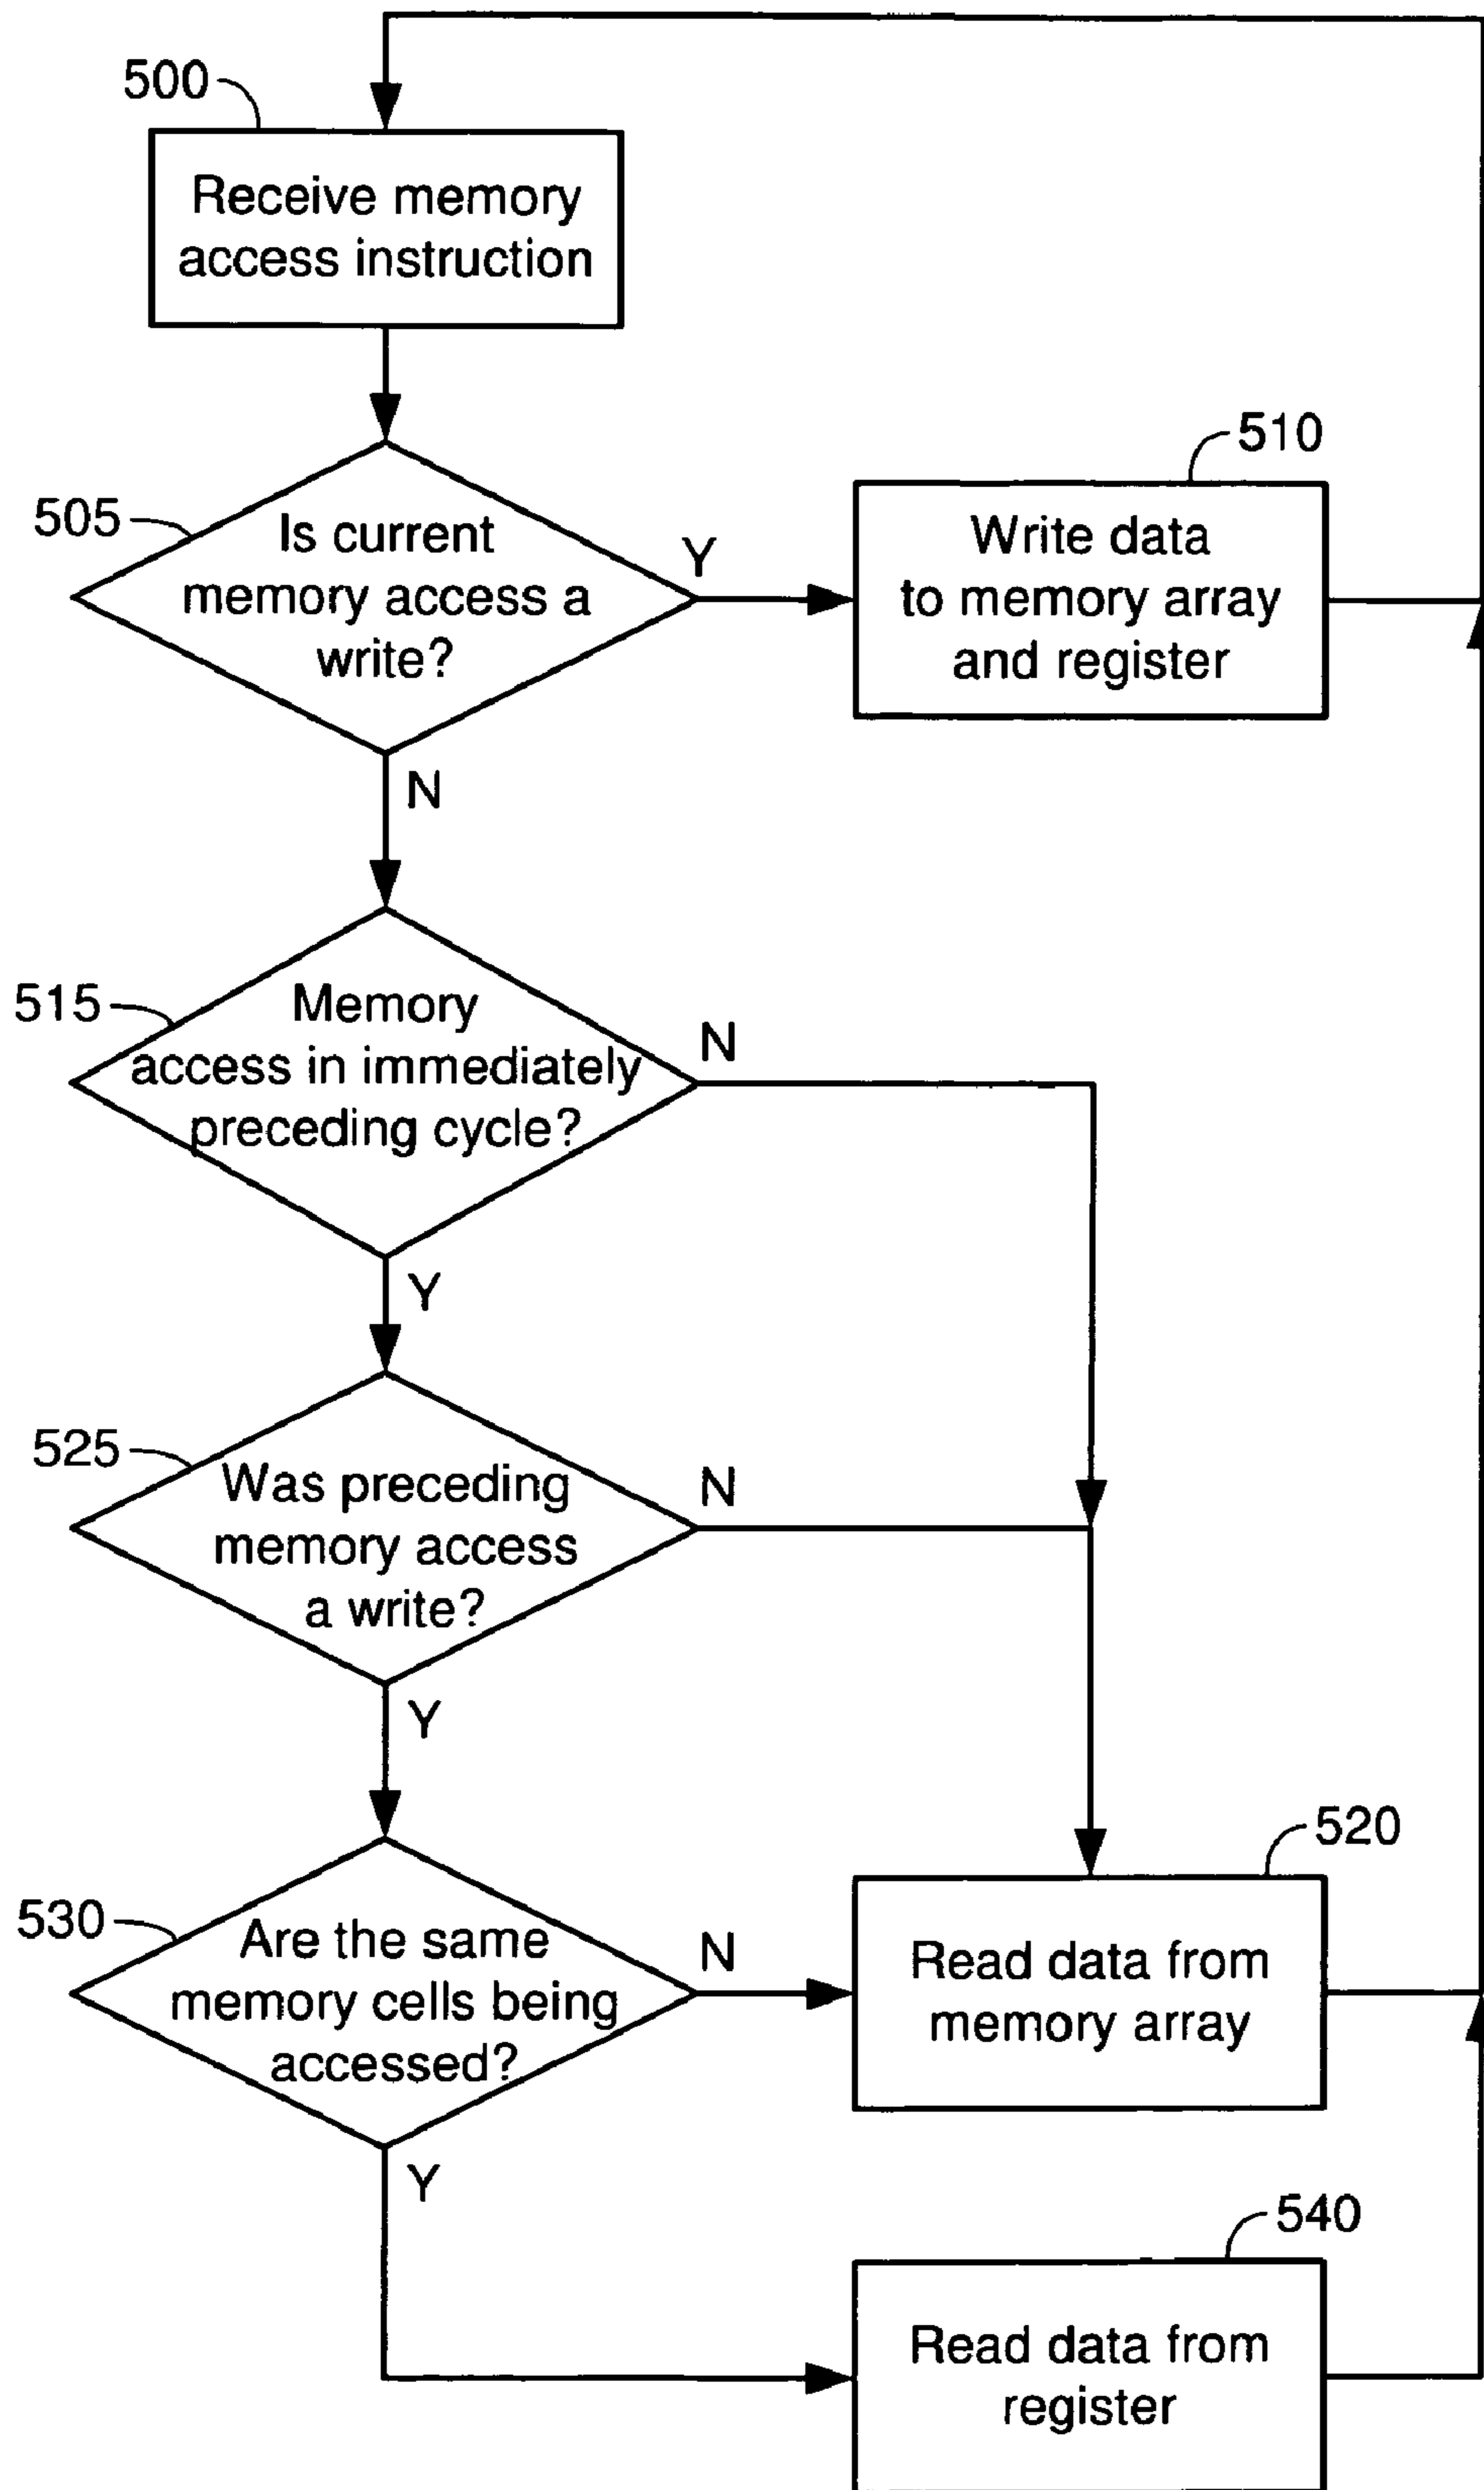 500
Receive memory
access instruction
505
Is current
memory access a
write?
Y
510
Write data
to memory array
and register
N
515
Memory
access in immediately
preceding cycle?
N
Y
525
Was preceding
memory access
a write?
N
Y
530
Are the same
memory cells being
accessed?
N
520
Read data from
memory array
Y
540
Read data from
register